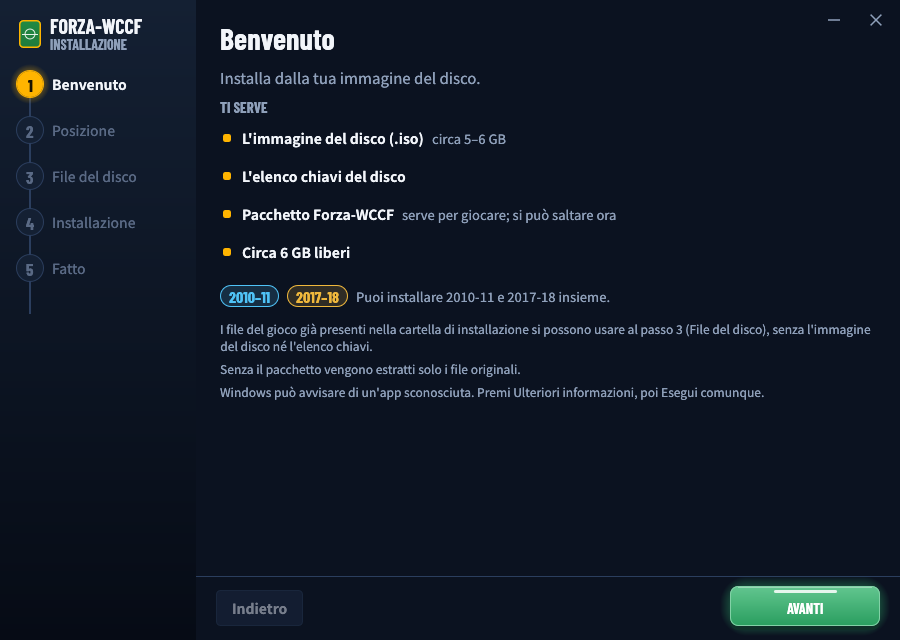 FORZA-WCCF
INSTALLAZIONE
1 Benvenuto
2 Posizione
3 File del disco
4 Installazione
5 Fatto
Benvenuto
Installa dalla tua immagine del disco.
TI SERVE
L'immagine del disco (.iso) circa 5–6 GB
L'elenco chiavi del disco
Pacchetto Forza-WCCF serve per giocare; si può saltare ora
Circa 6 GB liberi
2010–11 2017–18 Puoi installare 2010-11 e 2017-18 insieme.
I file del gioco già presenti nella cartella di installazione si possono usare al passo 3 (File del disco), senza l'immagine
del disco né l'elenco chiavi.
Senza il pacchetto vengono estratti solo i file originali.
Windows può avvisare di un'app sconosciuta. Premi Ulteriori informazioni, poi Esegui comunque.
Indietro
AVANTI